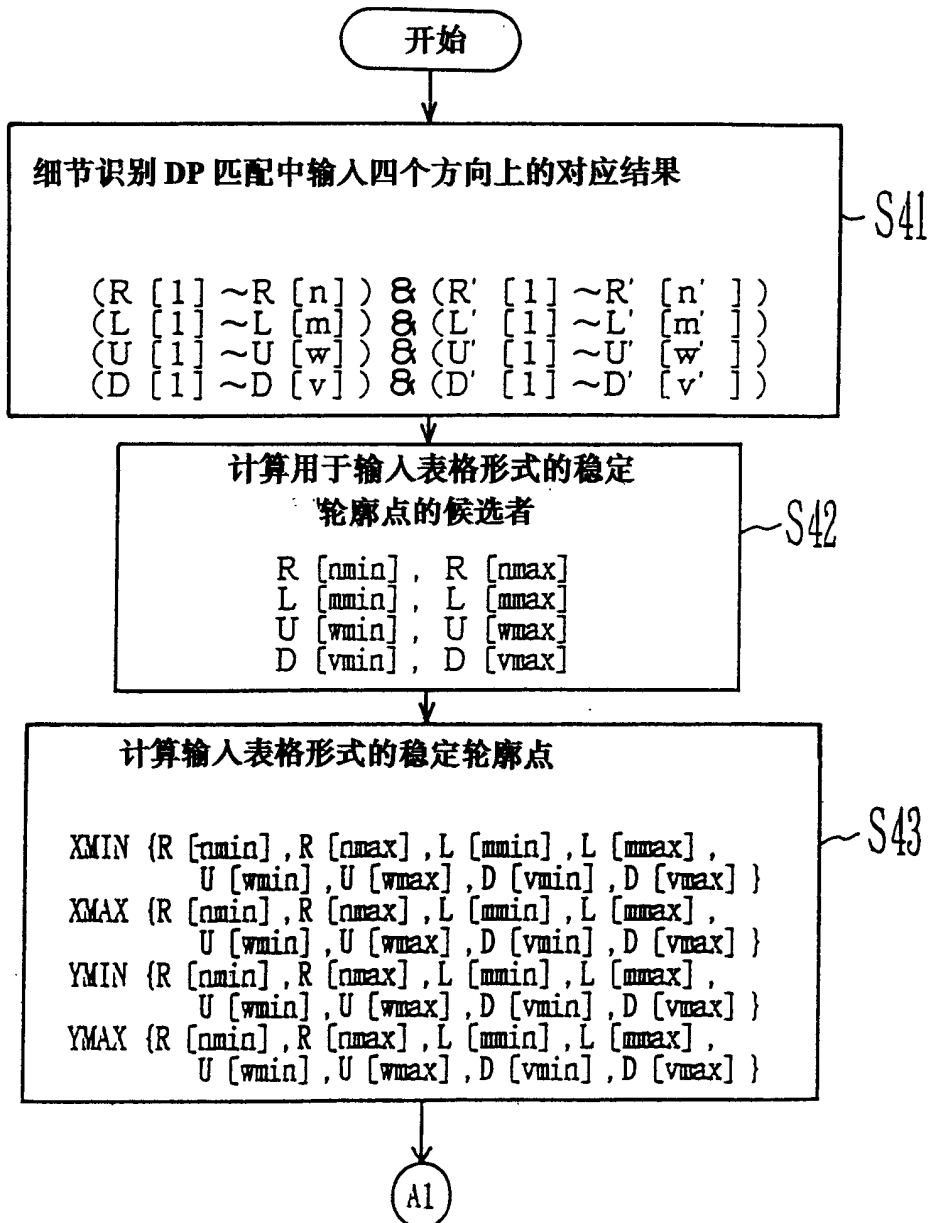 开始
细节识别 DP 匹配中输入四个方向上的对应结果
S41
(R [1] ~R [n] ) & (R' [1] ~R' [n' ])
(L [1] ~L [m] ) & (L' [1] ~L' [m' ])
(U [1] ~U [w] ) & (U' [1] ~U' [w' ])
(D [1] ~D [v] ) & (D' [1] ~D' [v' ])
计算用于输入表格形式的稳定
轮廓点的候选者
S42
R [nmin] , R [nmax]
L [mmin] , L [mmax]
U [wmin] , U [wmax]
D [vmin] , D [vmax]
计算输入表格形式的稳定轮廓点
S43
XMIN {R [nmin] ,R [nmax] ,L [mmin] ,L [mmax] ,
U [wmin] ,U [wmax] ,D [vmin] ,D [vmax] }
XMAX {R [nmin] ,R [nmax] ,L [mmin] ,L [mmax] ,
U [wmin] ,U [wmax] ,D [vmin] ,D [vmax] }
YMIN {R [nmin] ,R [nmax] ,L [mmin] ,L [mmax] ,
U [wmin] ,U [wmax] ,D [vmin] ,D [vmax] }
YMAX {R [nmin] ,R [nmax] ,L [mmin] ,L [mmax] ,
U [wmin] ,U [wmax] ,D [vmin] ,D [vmax] }
A1